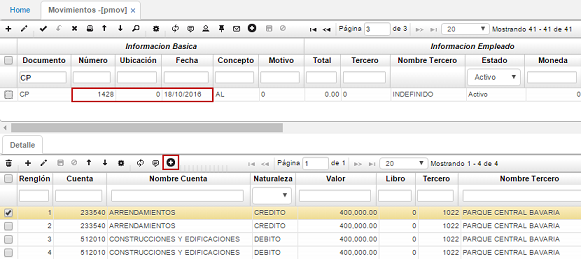 Home Movimientos -[pmov] ×
Página 3 de 3 20 Mostrando 41 - 41 de 41
Informacion Basica Informacion Empleado
Documento Número Ubicación Fecha Concepto Motivo Total Tercero Nombre Tercero Estado Moneda
CP Activo
CP 1428 0 18/10/2016 AL 0 0.00 0 INDEFINIDO Activo 0
Detalle
Página 1 de 1 20 Mostrando 1 - 4 de 4
Renglón Cuenta Nombre Cuenta Naturaleza Valor Libro Tercero Nombre Tercero
1 233540 ARRENDAMIENTOS CREDITO 400,000.00 0 1022 PARQUE CENTRAL BAVARIA
2 233540 ARRENDAMIENTOS CREDITO 400,000.00 0 1022 PARQUE CENTRAL BAVARIA
3 512010 CONSTRUCCIONES Y EDIFICACIONES DEBITO 400,000.00 0 1022 PARQUE CENTRAL BAVARIA
4 512010 CONSTRUCCIONES Y EDIFICACIONES DEBITO 400,000.00 0 1022 PARQUE CENTRAL BAVARIA